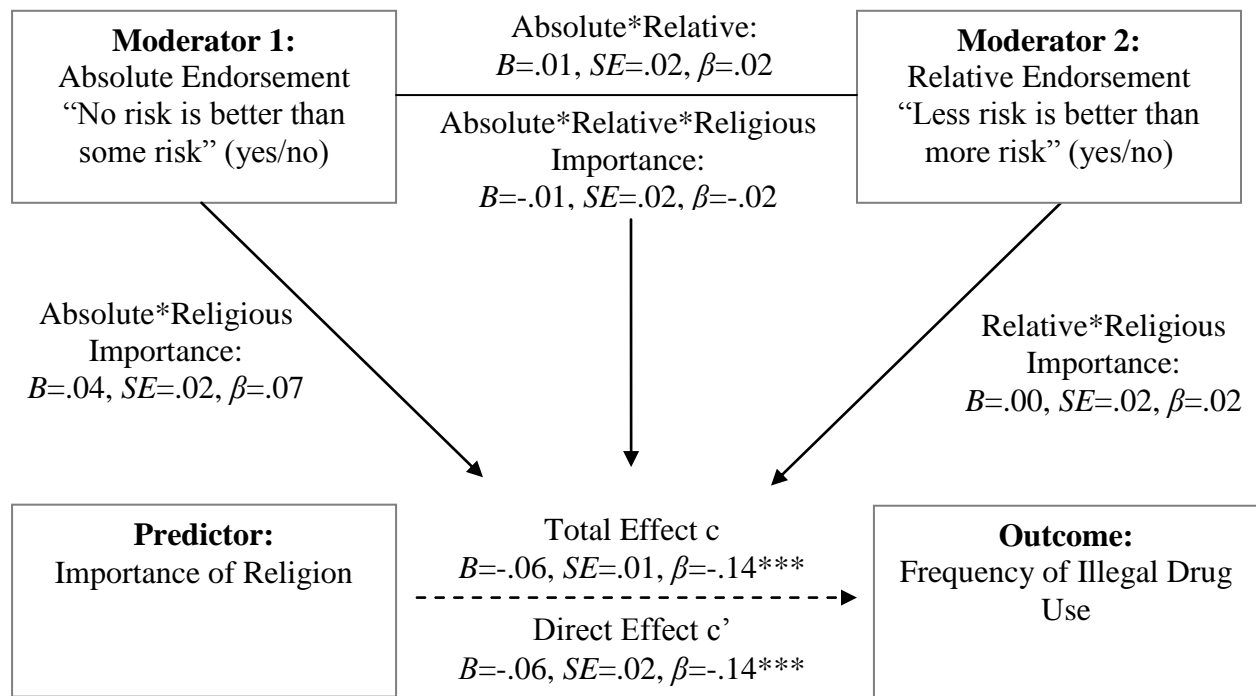 Moderator 1:
Absolute Endorsement
“No risk is better than
some risk” (yes/no)
Absolute*Relative:
B=.01, SE=.02, β=.02
Absolute*Relative*Religious
Importance:
B=-.01, SE=.02, β=-.02
Moderator 2:
Relative Endorsement
“Less risk is better than
more risk” (yes/no)
Absolute*Religious
Importance:
B=.04, SE=.02, β=.07
Relative*Religious
Importance:
B=.00, SE=.02, β=.02
Predictor:
Importance of Religion
Total Effect c
B=-.06, SE=.01, β=-.14***
Direct Effect c’
B=-.06, SE=.02, β=-.14***
Outcome:
Frequency of Illegal Drug
Use